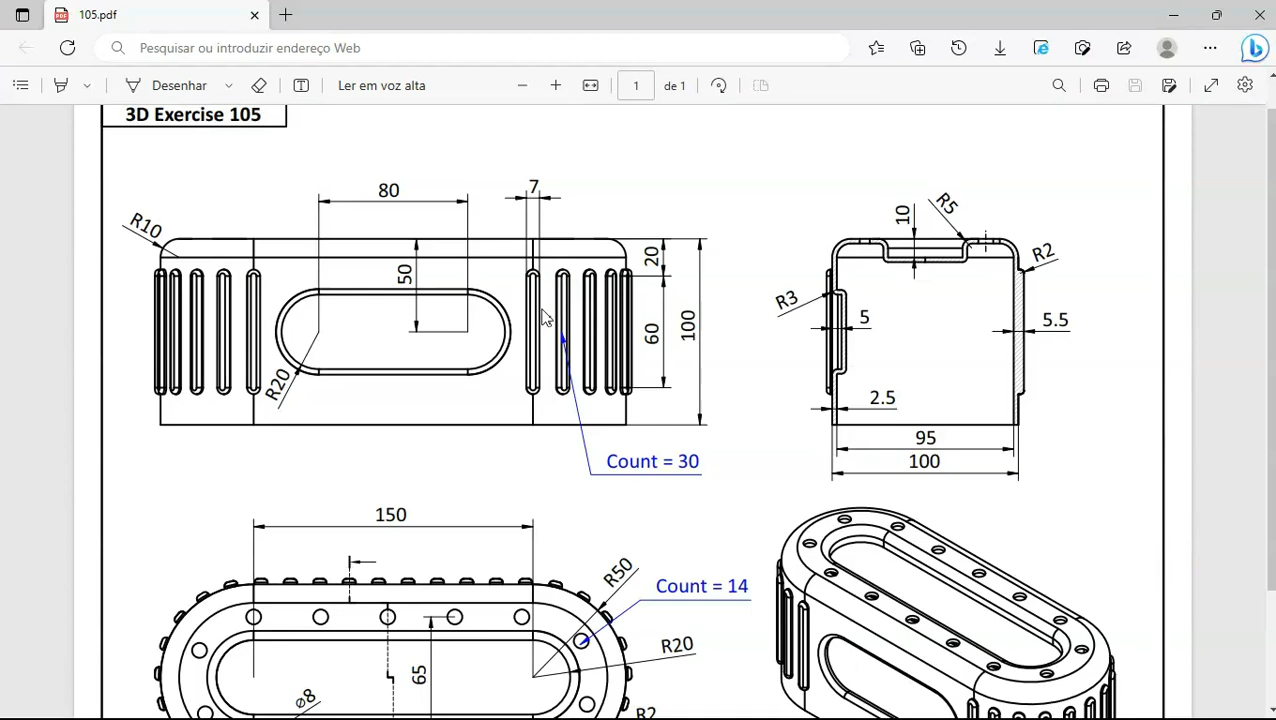 105.pdf
Pesquisar ou introduzir endereço Web
Desenhar
Ler em voz alta
1
de 1
3D Exercise 105
80
7
R10
50
20
60
100
R20
Count = 30
10
R5
R2
R3
5
5.5
2.5
95
100
150
R50
Count = 14
R20
65
⌀8
R2